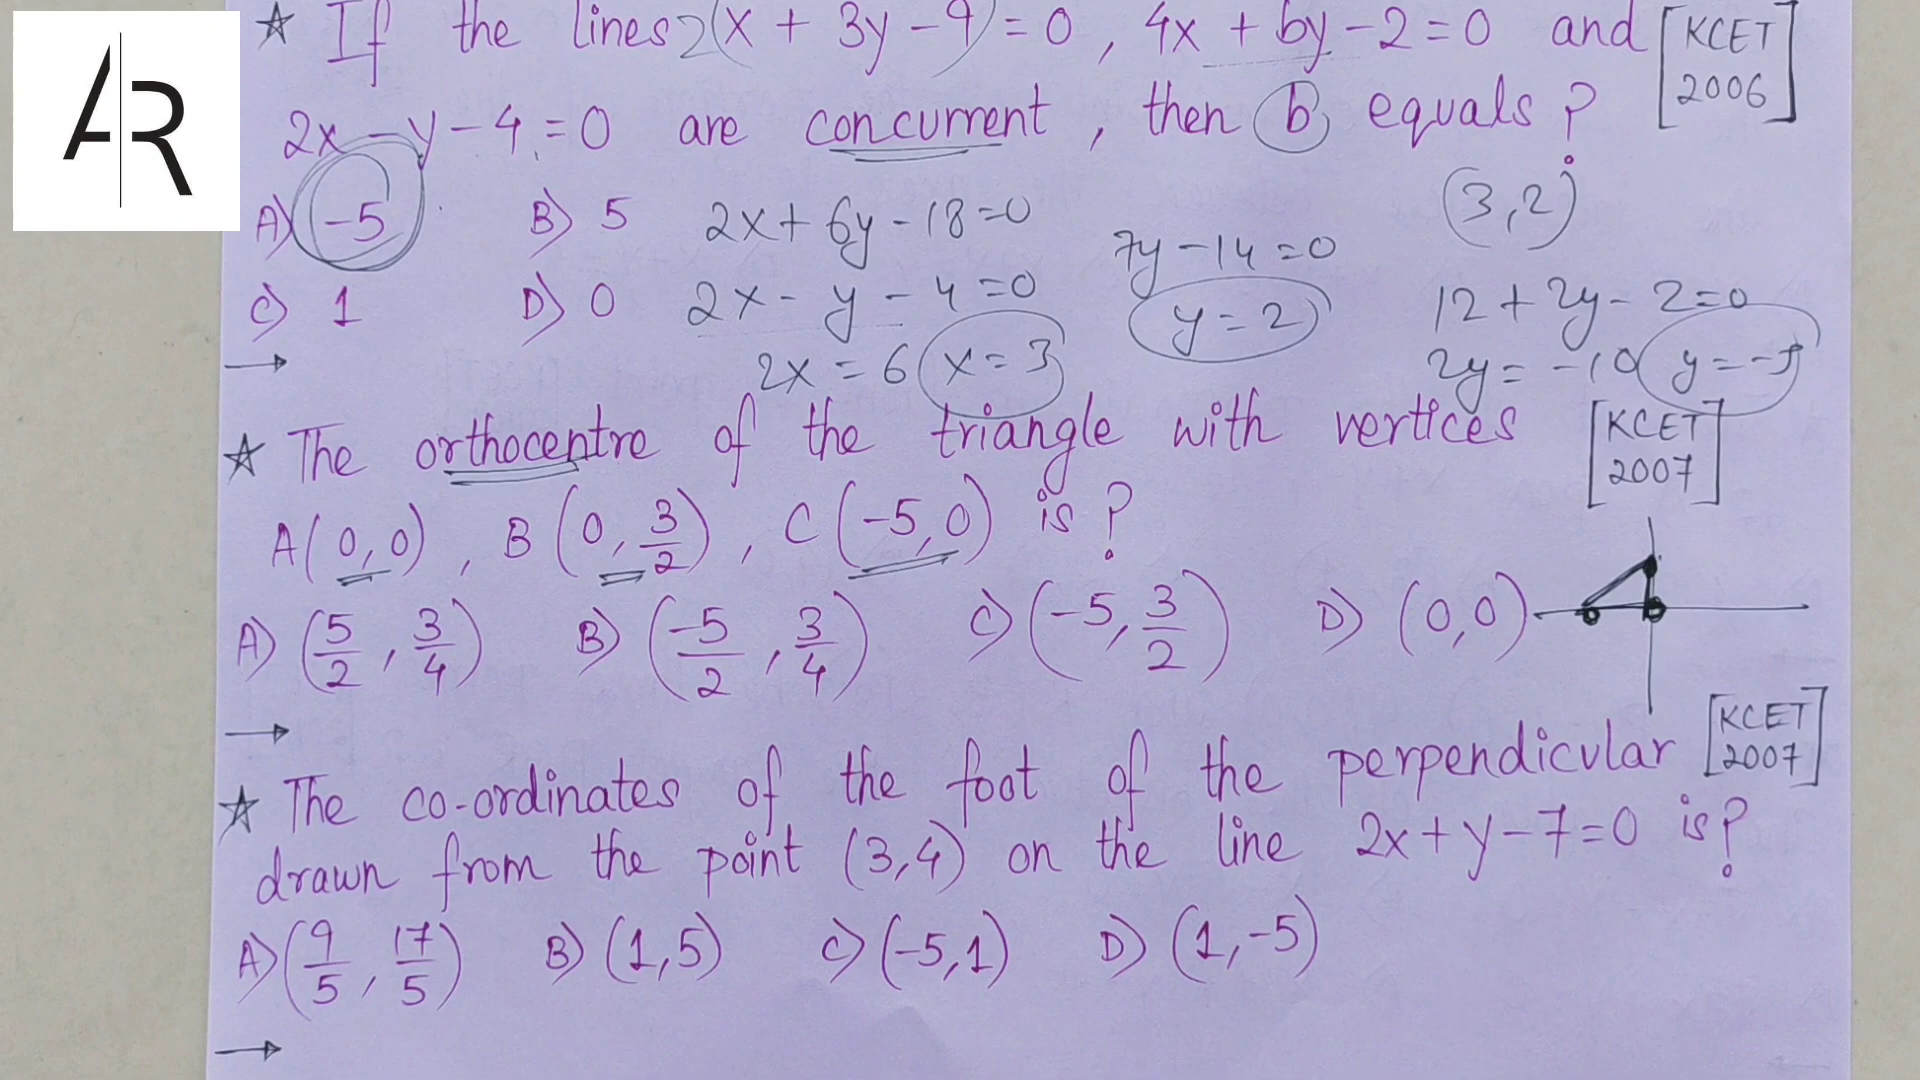 AR
☆ If the lines 2(x + 3y - 9) = 0 , 4x + by - 2 = 0 and [KCET 2006]
2x - y - 4 = 0 are concurrent , then b equals ?
A) -5 B) 5 2x + 6y - 18 = 0 7y - 14 = 0 (3,2)
C) 1 D) 0 2x - y - 4 = 0 y = 2 12 + 2y - 2 = 0
→ 2x = 6 x = 3 2y = -10 y = -5
☆ The orthocentre of the triangle with vertices [KCET 2007]
A(0,0) , B(0, 3/2) , C(-5,0) is ?
A) (5/2 , 3/4) B) (-5/2 , 3/4) C) (-5, 3/2) D) (0,0)
→
☆ The co-ordinates of the foot of the perpendicular [KCET 2007]
drawn from the point (3,4) on the line 2x + y - 7 = 0 is ?
A) (9/5 , 17/5) B) (1,5) C) (-5,1) D) (1,-5)
→